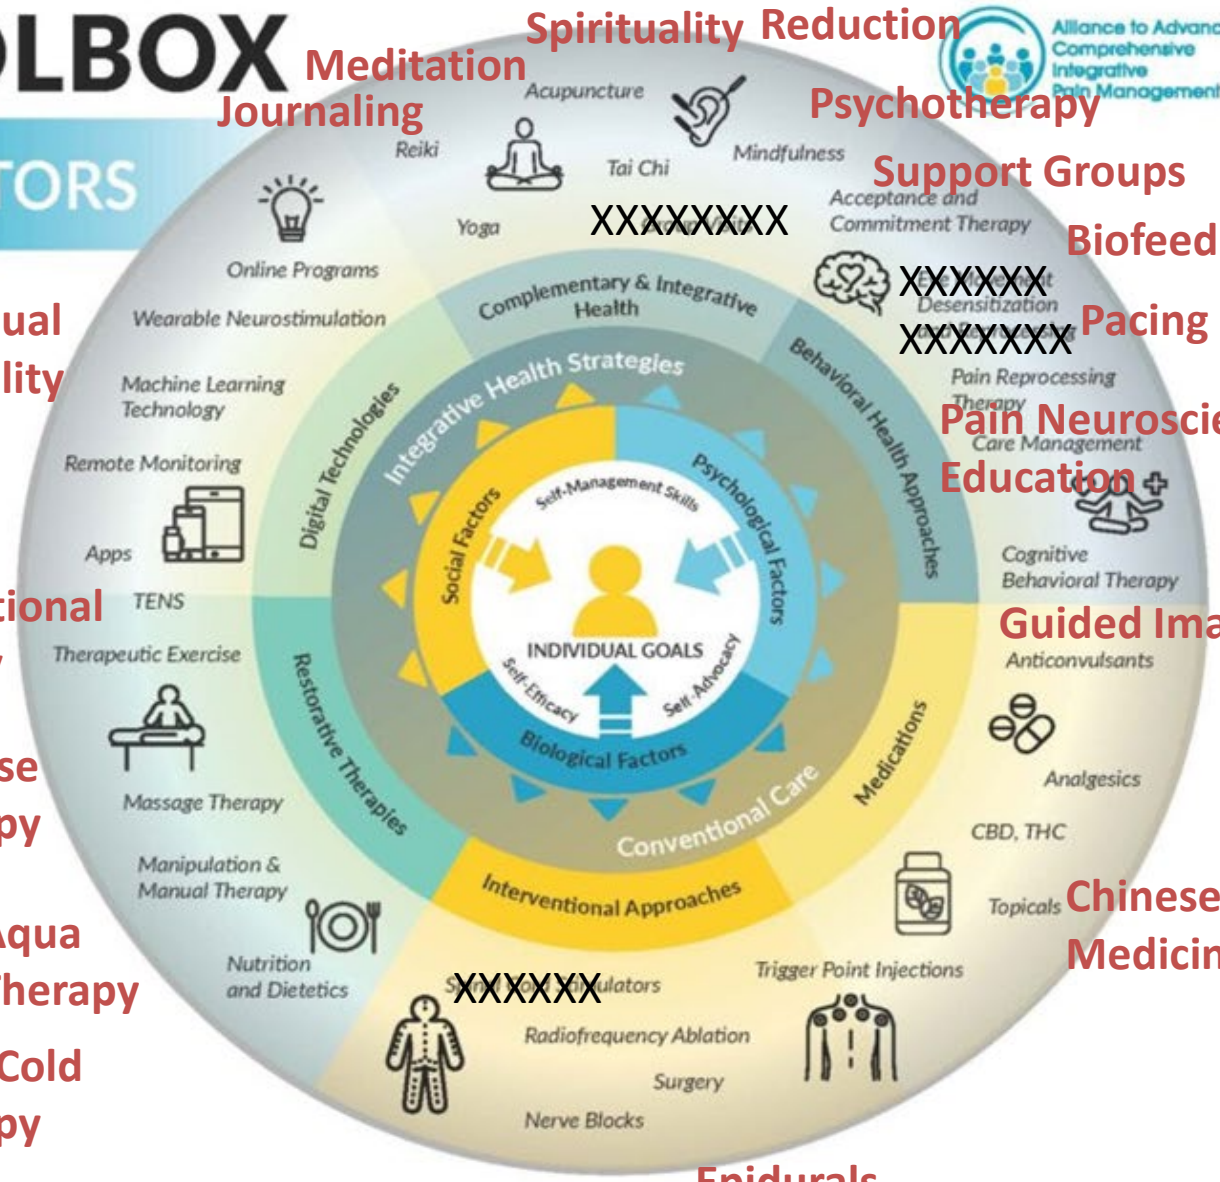 OLBOX
TORS
Spirituality Reduction
Meditation
Journaling
Psychotherapy
Support Groups
Biofeed
Pacing
Pain Neuroscie
Education
Guided Ima
Chinese
Medicin
Epidurals
ual
lity
tional
y
se
py
Aqua
Therapy
Cold
py
Alliance to Advanc
Comprehensive
Integrative
Pain Management
Acupuncture
Reiki
Tai Chi
Mindfulness
Yoga
XXXXXXXX
Acceptance and
Commitment Therapy
XXXXXX
Desensitization
XXXXXXX
Pain Reprocessing
Therapy
Care Management
Cognitive
Behavioral Therapy
Online Programs
Wearable Neurostimulation
Machine Learning
Technology
Remote Monitoring
Apps
TENS
Therapeutic Exercise
Massage Therapy
Manipulation &
Manual Therapy
Nutrition
and Dietetics
Anticonvulsants
Analgesics
CBD, THC
Topicals
Trigger Point Injections
XXXXXX
Radiofrequency Ablation
Surgery
Nerve Blocks
Complementary & Integrative
Health
Behavioral Health Approaches
Medications
Interventional Approaches
Restorative Therapies
Digital Technologies
Integrative Health Strategies
Conventional Care
Social Factors
Psychological Factors
Biological Factors
Self-Management Skills
INDIVIDUAL GOALS
Self-Efficacy
Self-Advocacy